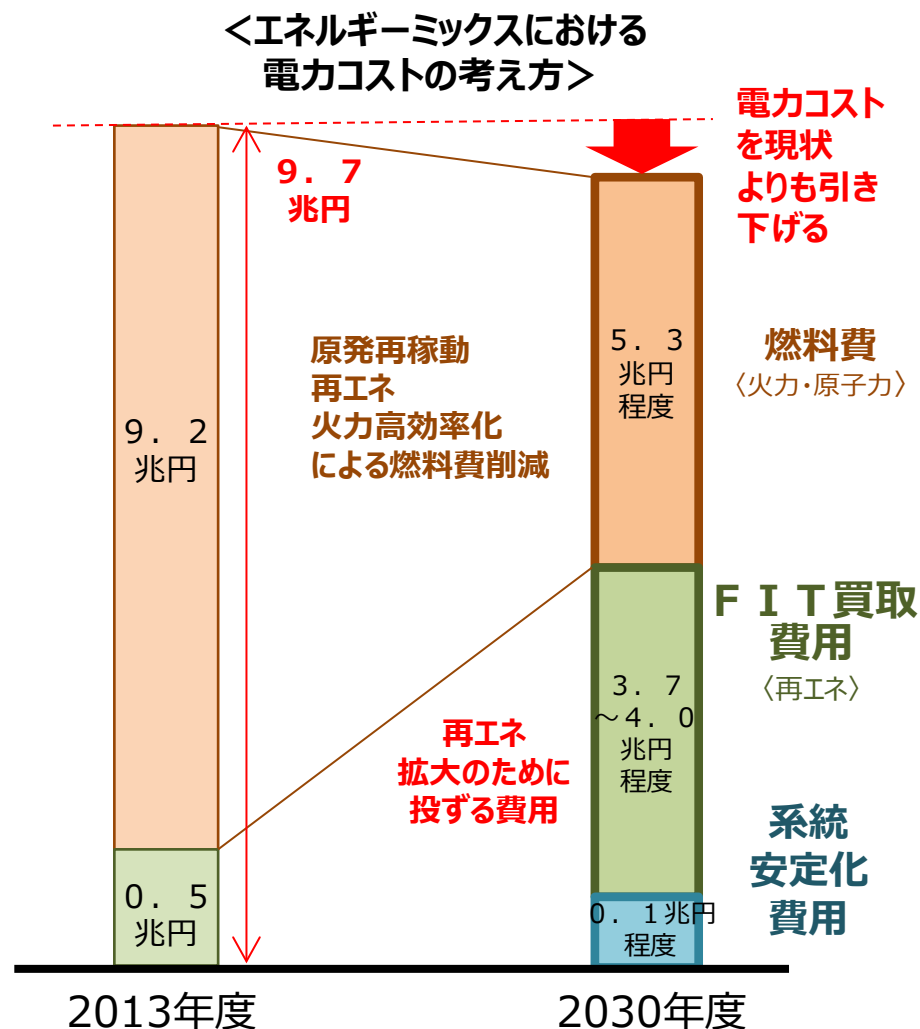 ＜エネルギーミックスにおける
電力コストの考え方＞
電力コスト
を現状
よりも引き
下げる
９．７
兆円
原発再稼動
再エネ
火力高効率化
による燃料費削減
９．２
兆円
５．３
兆円
程度
燃料費
〈火力・原子力〉
ＦＩＴ買取
費用
〈再エネ〉
３．７
～４．０
兆円
程度
再エネ
拡大のために
投ずる費用
系統
安定化
費用
０．５
兆円
０．１兆円
程度
2013年度
2030年度